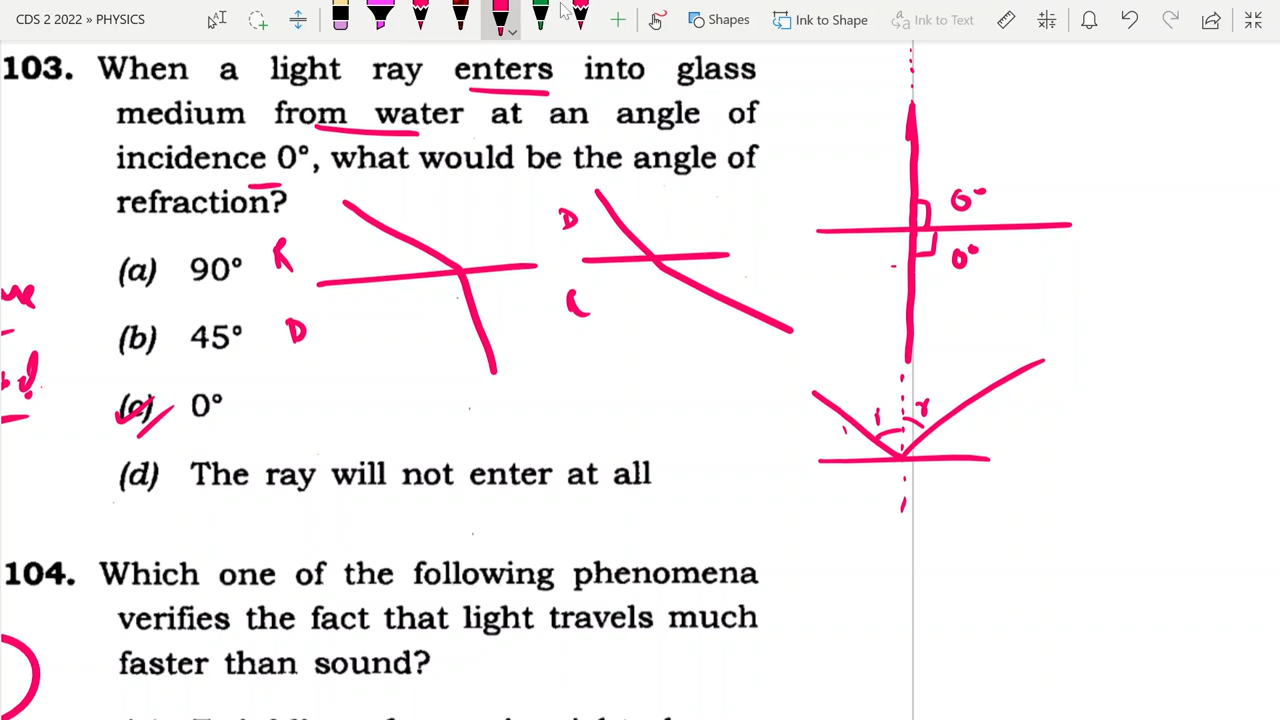 CDS 2 2022 » PHYSICS
Shapes
Ink to Shape
Ink to Text
103. When a light ray enters into glass
medium from water at an angle of
incidence 0°, what would be the angle of
refraction?
(a) 90°
(b) 45°
(c) 0°
(d) The ray will not enter at all
R
D
D
0°
0°
i
r
104. Which one of the following phenomena
verifies the fact that light travels much
faster than sound?